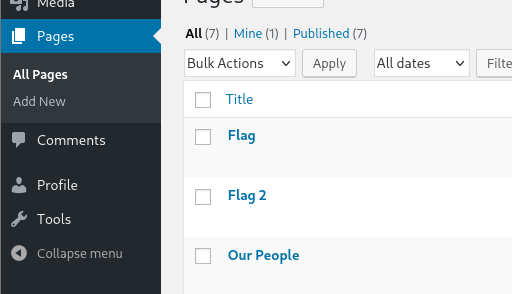 Media
Pages
Pages
All (7) | Mine (1) | Published (7)
All Pages
Bulk Actions
Apply
All dates
Filte
Add New
Title
Comments
Flag
Profile
Flag 2
Tools
Collapse menu
Our People